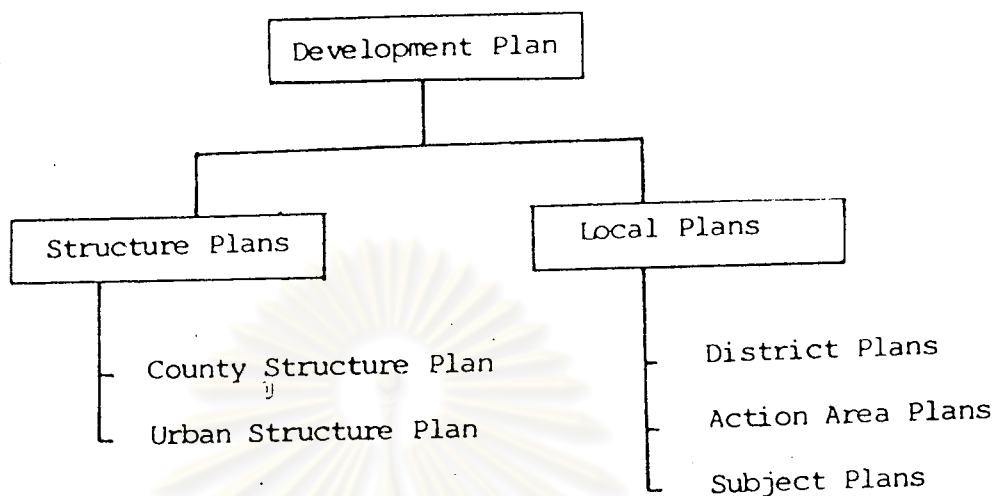 Development Plan
Structure Plans
Local Plans
County Structure Plan
Urban Structure Plan
District Plans
Action Area Plans
Subject Plans